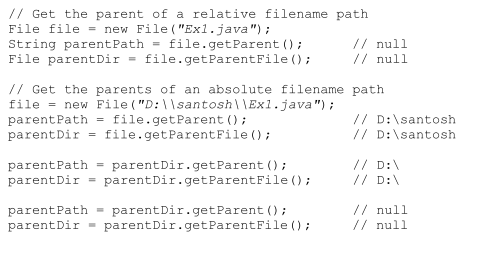 // Get the parent of a relative filename path
File file = new File("Ex1.java");
String parentPath = file.getParent(); // null
File parentDir = file.getParentFile(); // null
// Get the parents of an absolute filename path
file = new File("D:\\santosh\\Ex1.java");
parentPath = file.getParent(); // D:\santosh
parentDir = file.getParentFile(); // D:\santosh
parentPath = parentDir.getParent(); // D:\
parentDir = parentDir.getParentFile(); // D:\
parentPath = parentDir.getParent(); // null
parentDir = parentDir.getParentFile(); // null